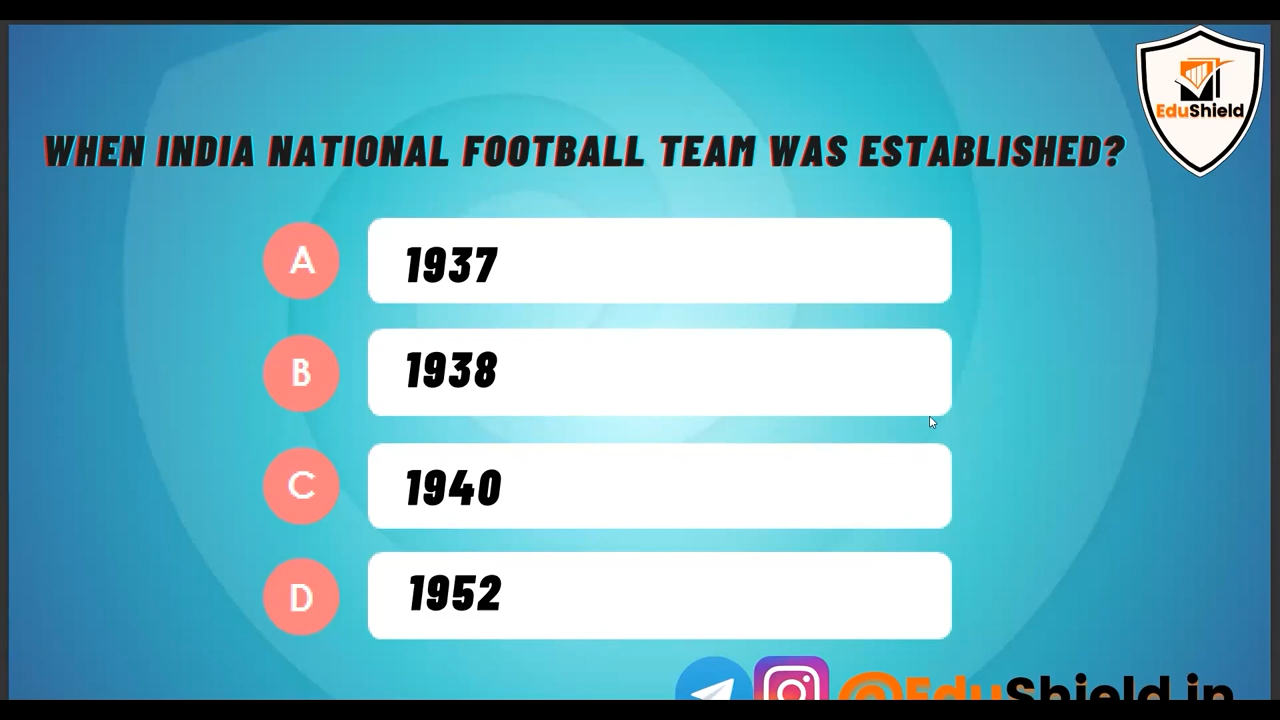 EduShield
WHEN INDIA NATIONAL FOOTBALL TEAM WAS ESTABLISHED?
A 1937
B 1938
C 1940
D 1952
@EduShield.in